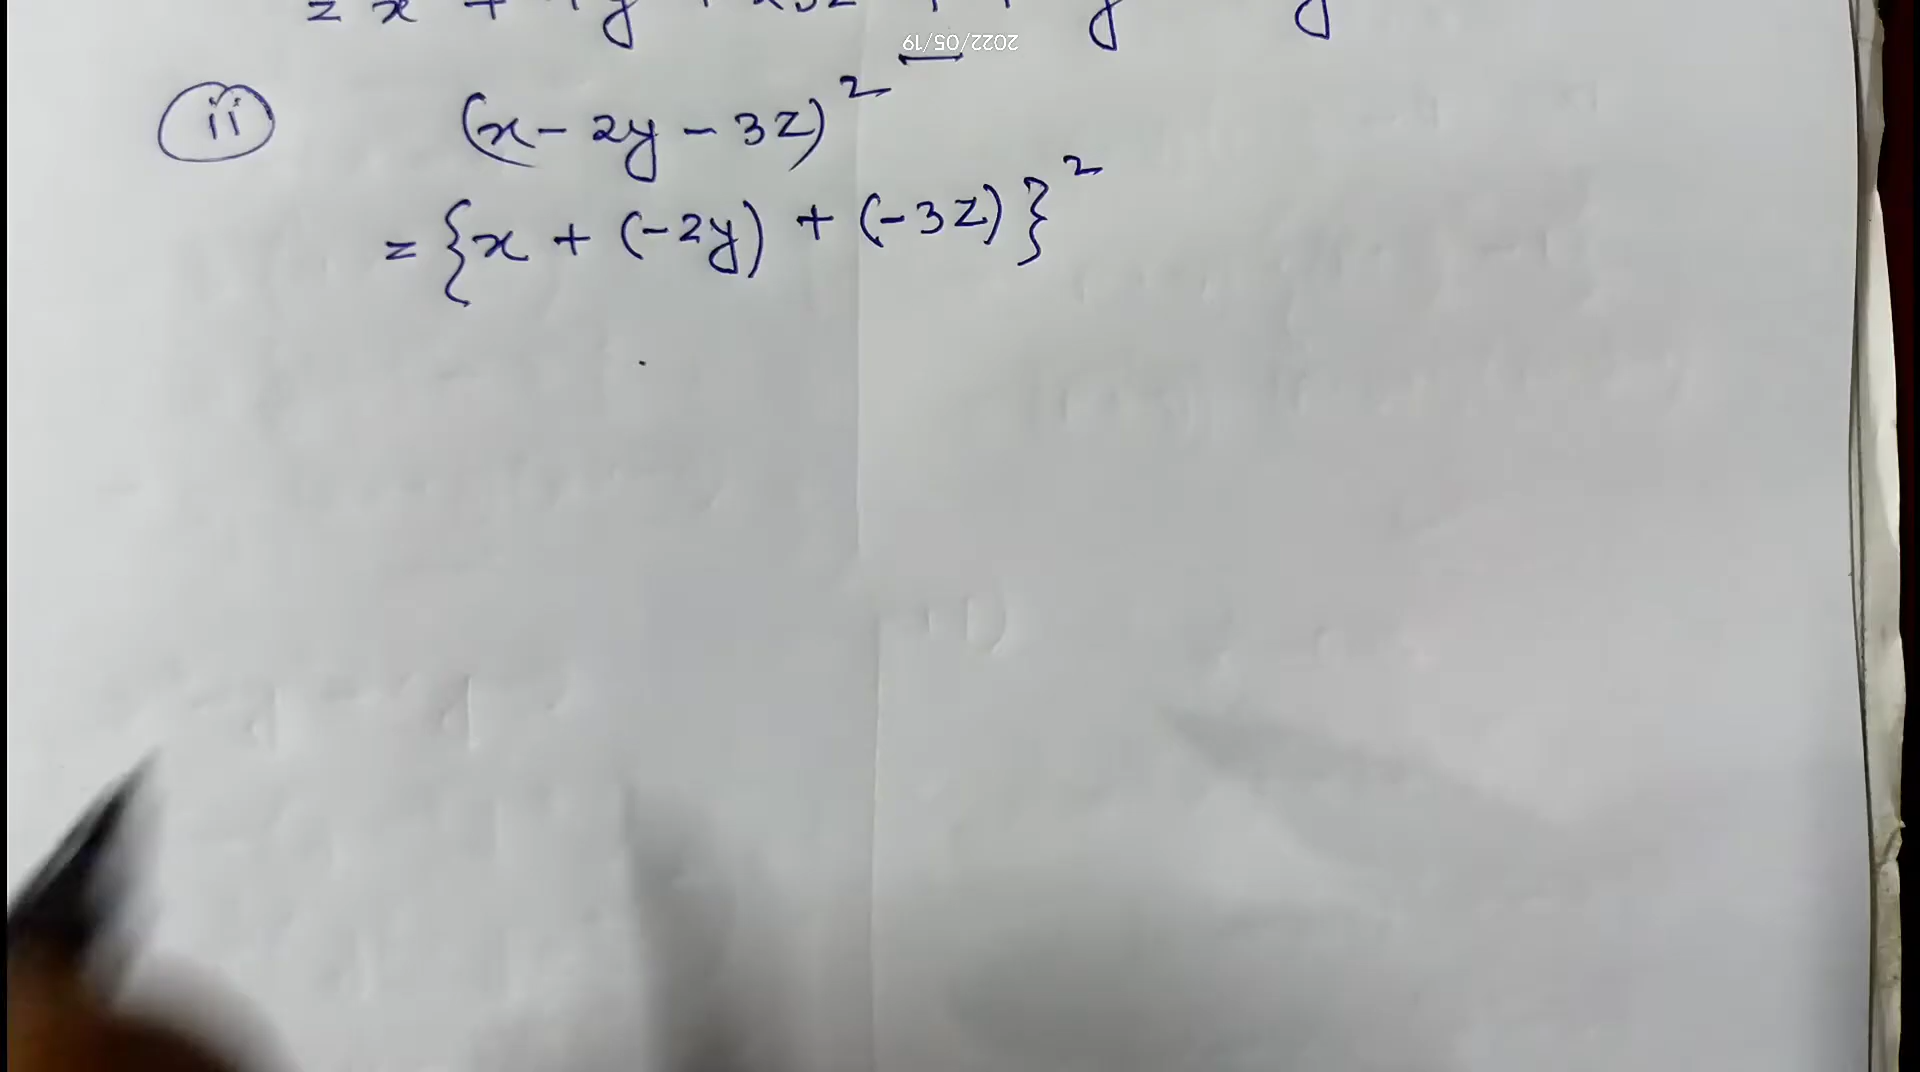 2022/05/19
ii (x - 2y - 3z)²
= {x + (-2y) + (-3z)}²